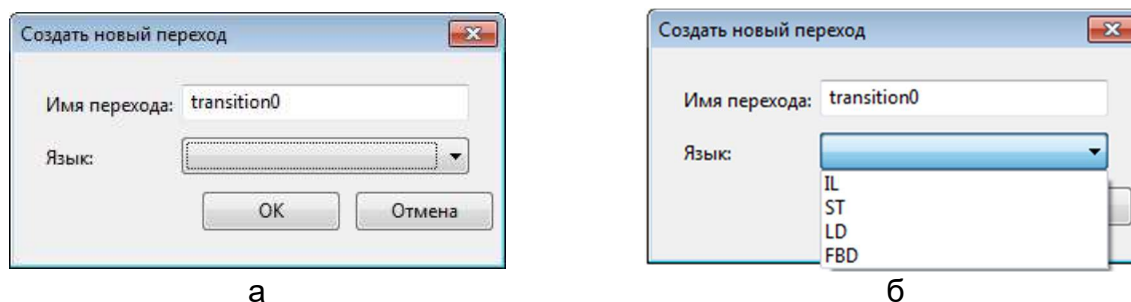 Создать новый переход
Имя перехода: transition0
Язык:
OK Отмена
а
Создать новый переход
Имя перехода: transition0
Язык:
IL
ST
LD
FBD
б